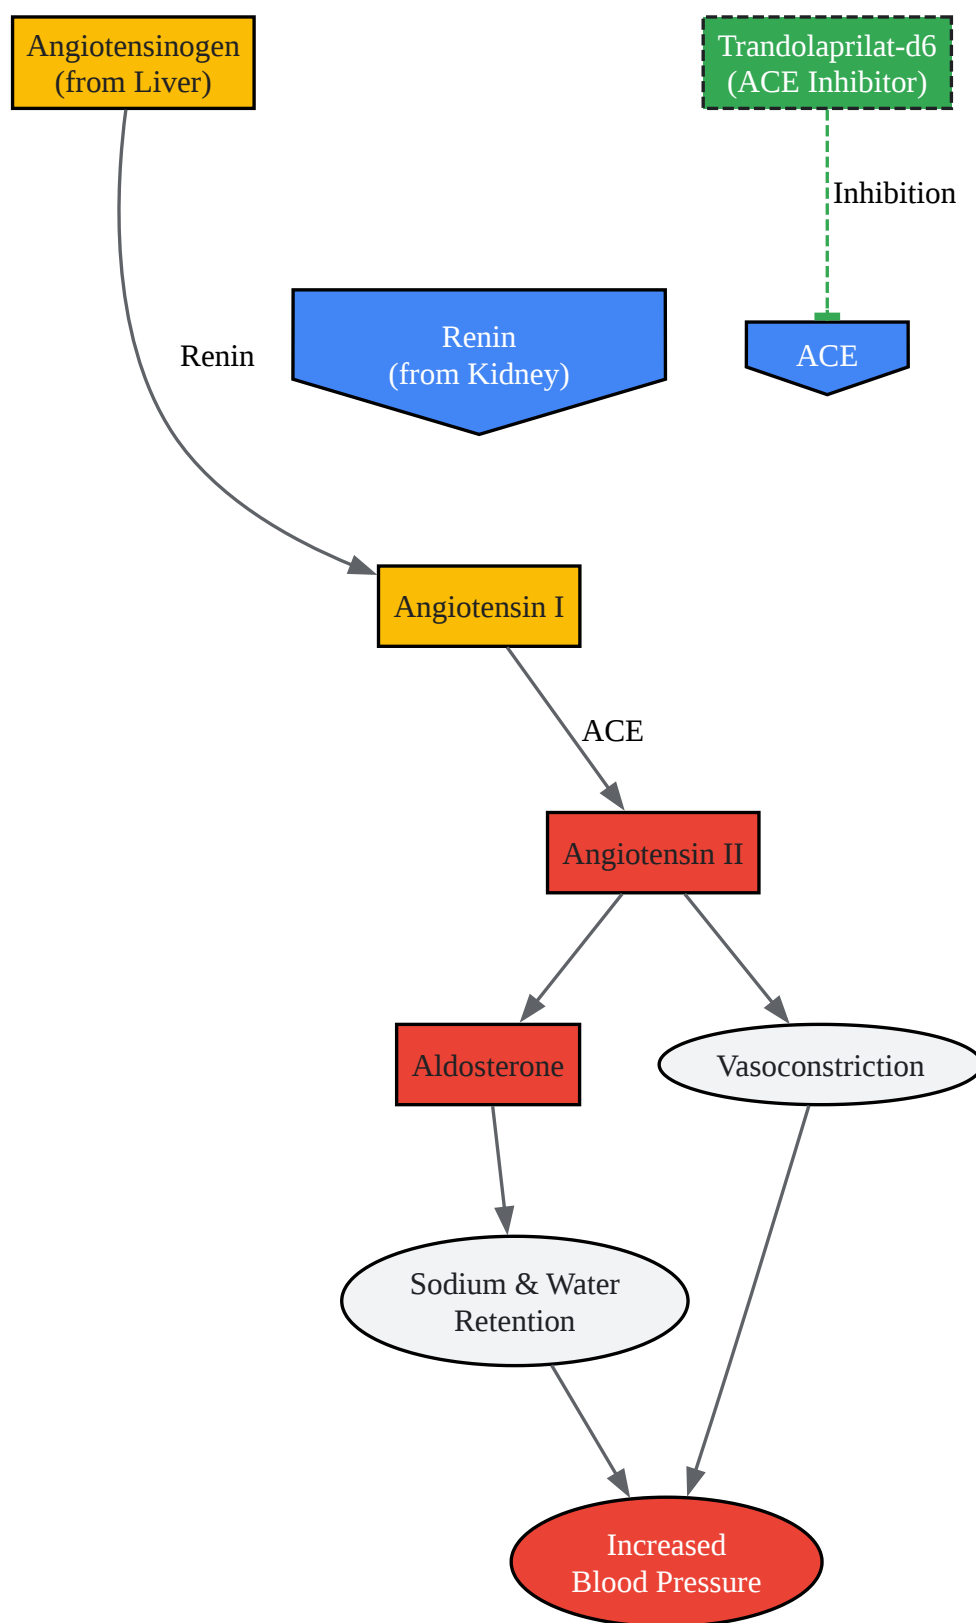 Angiotensinogen
(from Liver)
Trandolaprilat-d6
(ACE Inhibitor)
Inhibition
Renin
Renin
(from Kidney)
ACE
Angiotensin I
ACE
Angiotensin II
Aldosterone
Vasoconstriction
Sodium & Water
Retention
Increased
Blood Pressure